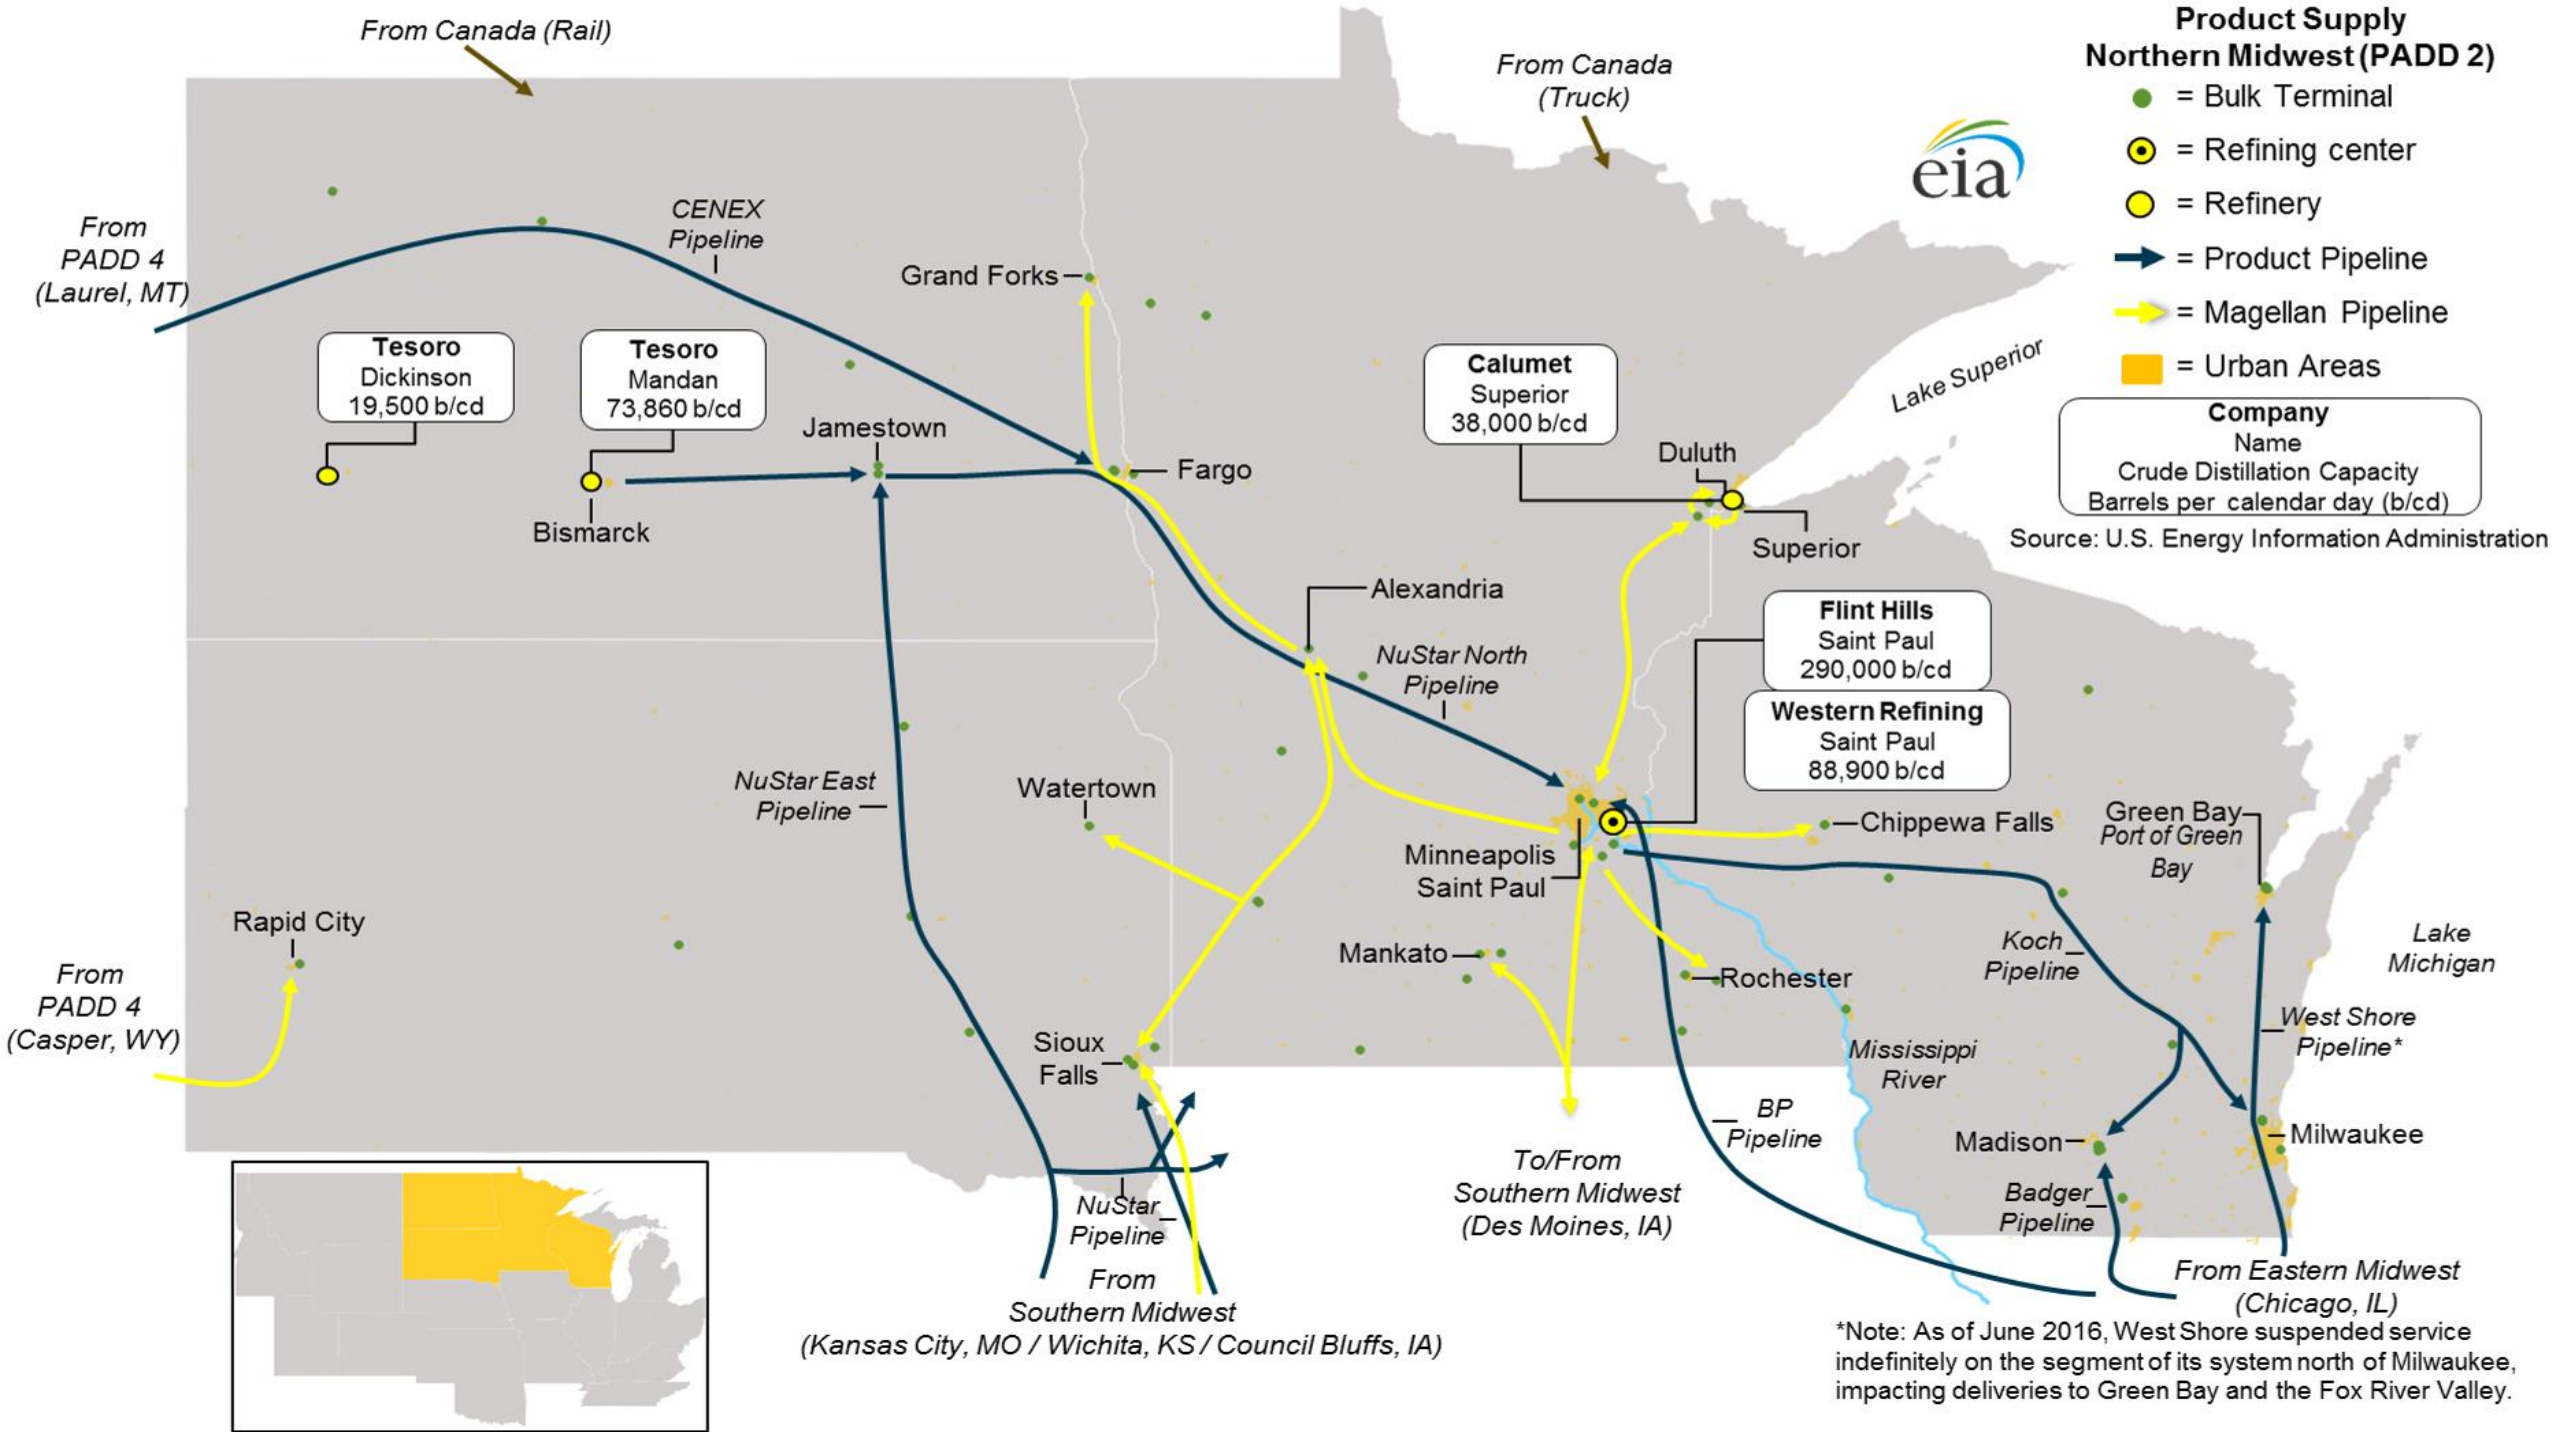 Product Supply
Northern Midwest (PADD 2)
= Bulk Terminal
= Refining center
= Refinery
= Product Pipeline
= Magellan Pipeline
= Urban Areas
Company
Name
Crude Distillation Capacity
Barrels per calendar day (b/cd)
Source: U.S. Energy Information Administration
eia
From Canada (Rail)
From Canada
(Truck)
From
PADD 4
(Laurel, MT)
CENEX
Pipeline
Grand Forks
Tesoro
Dickinson
19,500 b/cd
Tesoro
Mandan
73,860 b/cd
Jamestown
Bismarck
Fargo
Calumet
Superior
38,000 b/cd
Duluth
Lake Superior
Superior
Alexandria
NuStar North
Pipeline
Flint Hills
Saint Paul
290,000 b/cd
Western Refining
Saint Paul
88,900 b/cd
NuStar East
Pipeline
Watertown
Minneapolis
Saint Paul
Chippewa Falls
Green Bay
Port of Green
Bay
Rapid City
From
PADD 4
(Casper, WY)
Mankato
Rochester
Koch
Pipeline
Lake
Michigan
West Shore
Pipeline*
Sioux
Falls
Mississippi
River
BP
Pipeline
Madison
Milwaukee
Badger
Pipeline
NuStar
Pipeline
To/From
Southern Midwest
(Des Moines, IA)
From
Southern Midwest
(Kansas City, MO / Wichita, KS / Council Bluffs, IA)
From Eastern Midwest
(Chicago, IL)
*Note: As of June 2016, West Shore suspended service
indefinitely on the segment of its system north of Milwaukee,
impacting deliveries to Green Bay and the Fox River Valley.